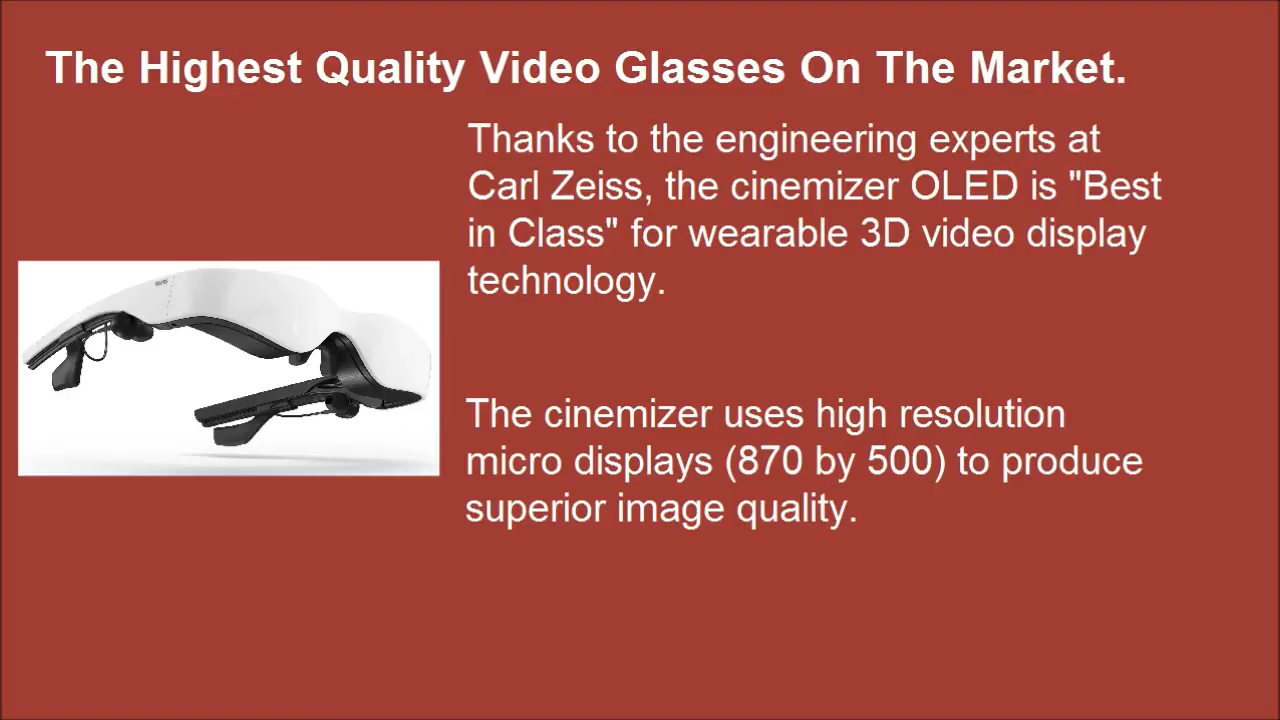 The Highest Quality Video Glasses On The Market.
Thanks to the engineering experts at
Carl Zeiss, the cinemizer OLED is "Best
in Class" for wearable 3D video display
technology.
The cinemizer uses high resolution
micro displays (870 by 500) to produce
superior image quality.